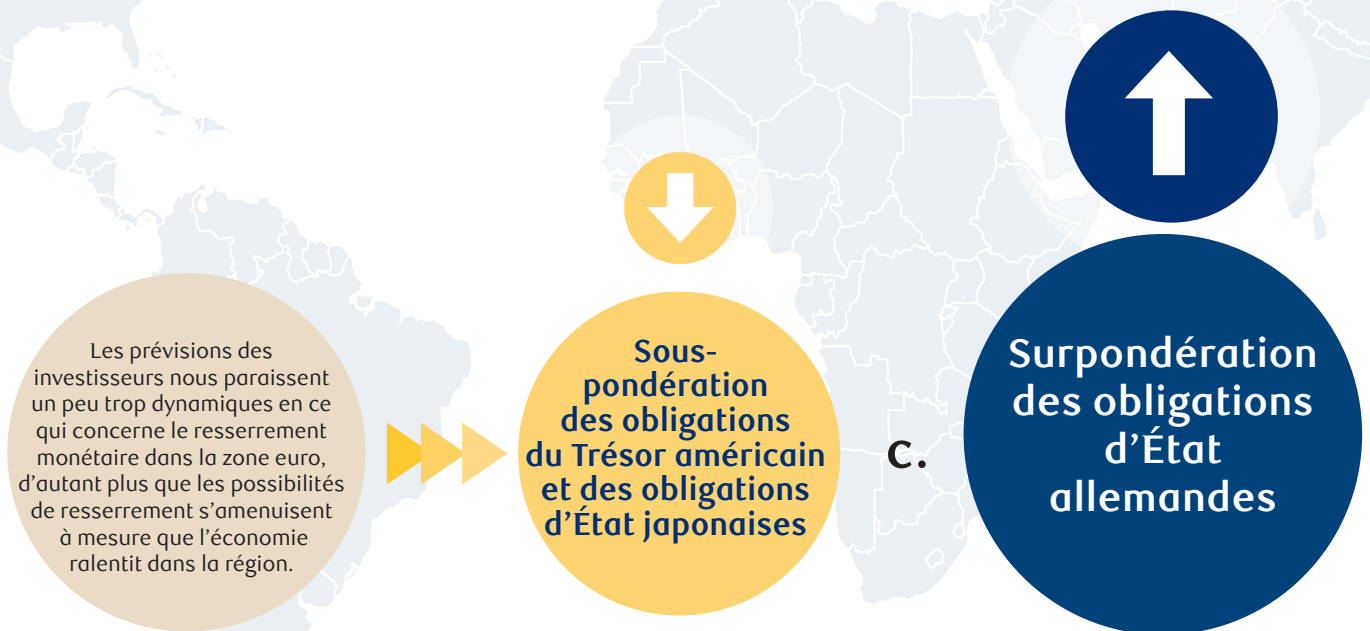 Les prévisions des
investisseurs nous paraissent
un peu trop dynamiques en ce
qui concerne le resserrement
monétaire dans la zone euro,
d'autant plus que les possibilités
de resserrement s'amenuisent
à mesure que l'économie
ralentit dans la région.
Sous-
pondération
des obligations
du Trésor américain
et des obligations
d'État japonaises
c.
Surpondération
des obligations
d'État
allemandes